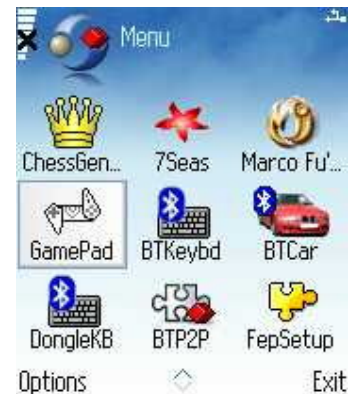 Menu
ChessGen... 7Seas Marco Fu'...
GamePad BTKeybd BTCar
DongleKB BTP2P FepSetup
Options Exit